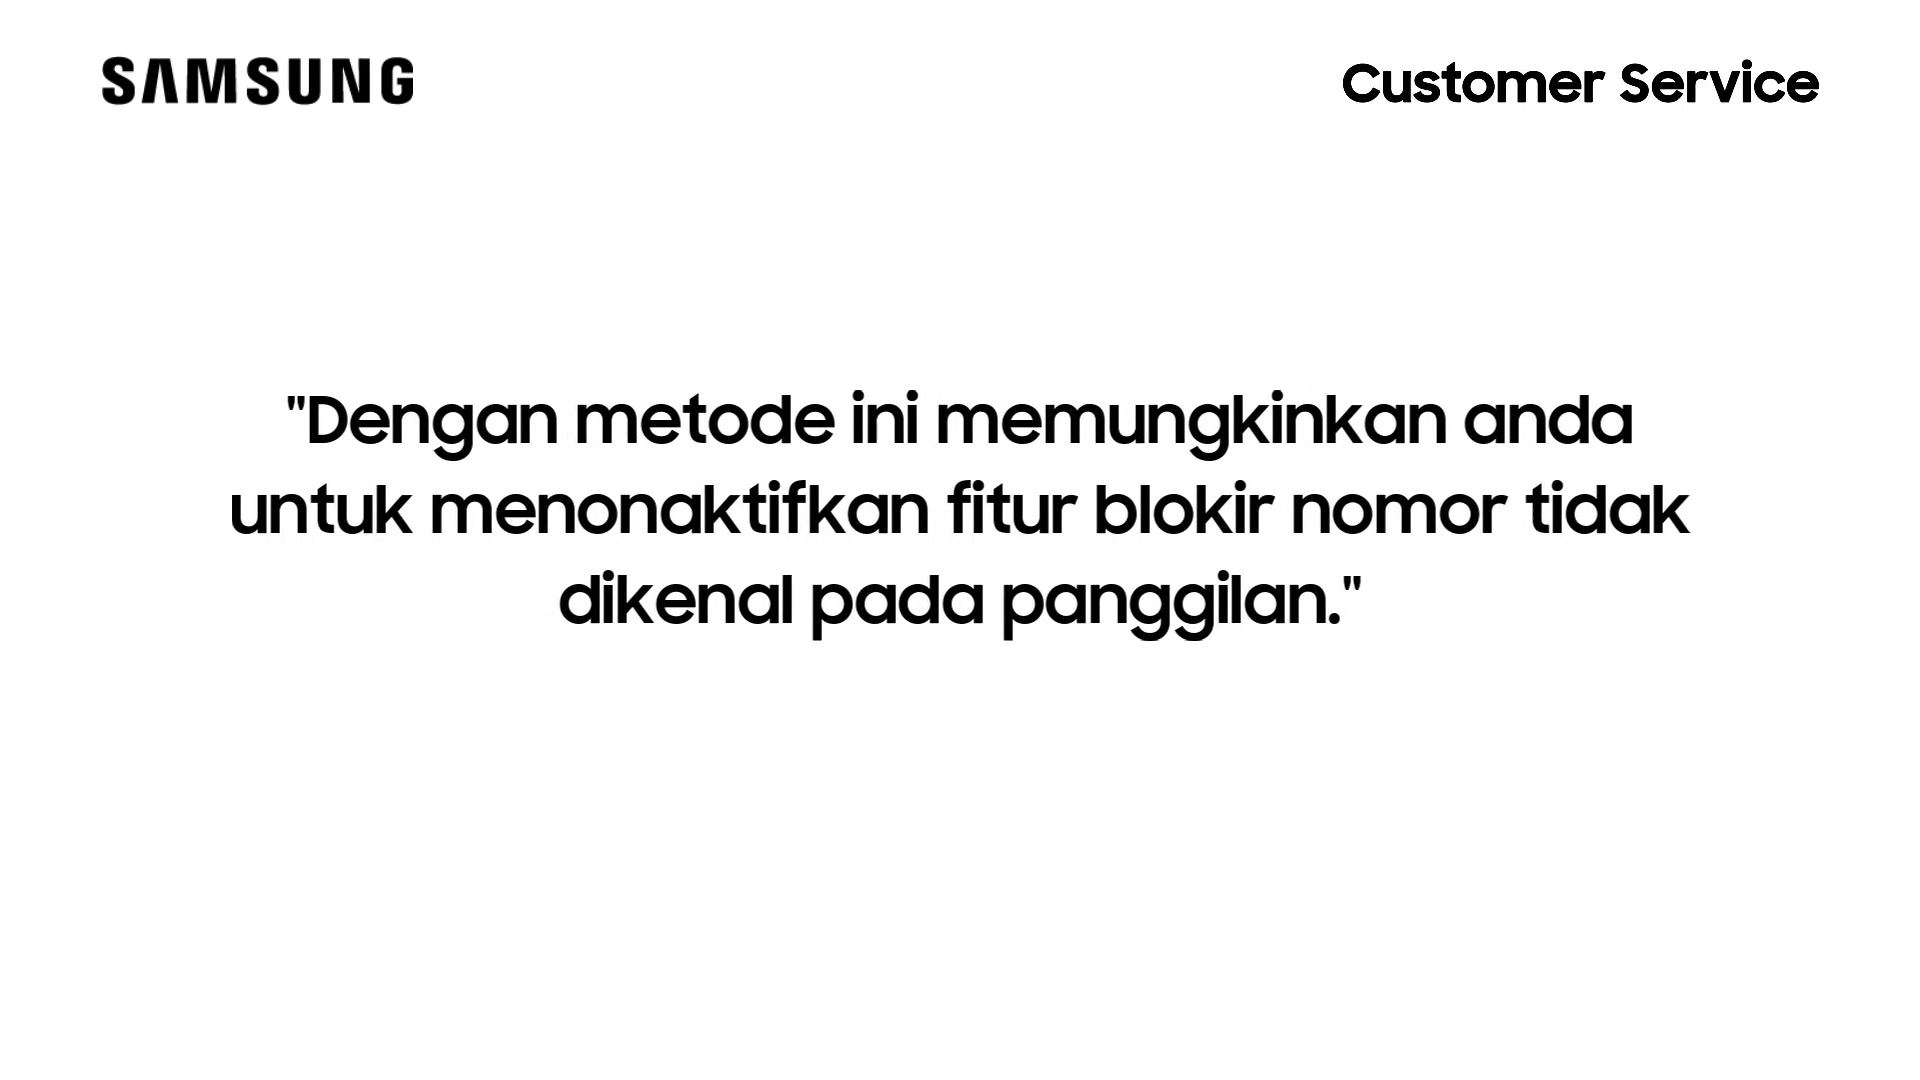 SAMSUNG
Customer Service
"Dengan metode ini memungkinkan anda
untuk menonaktifkan fitur blokir nomor tidak
dikenal pada panggilan."